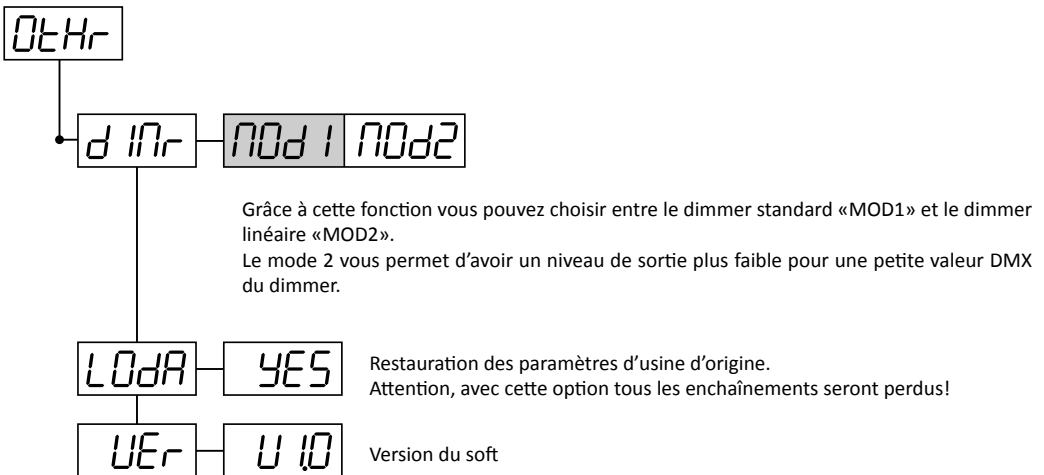 OtHr
dIMr MOd1 MOd2
Grâce à cette fonction vous pouvez choisir entre le dimmer standard «MOD1» et le dimmer
linéaire «MOD2».
Le mode 2 vous permet d’avoir un niveau de sortie plus faible pour une petite valeur DMX
du dimmer.
LOdA YES Restauration des paramètres d’usine d’origine.
Attention, avec cette option tous les enchaînements seront perdus!
VEr V1.0 Version du soft